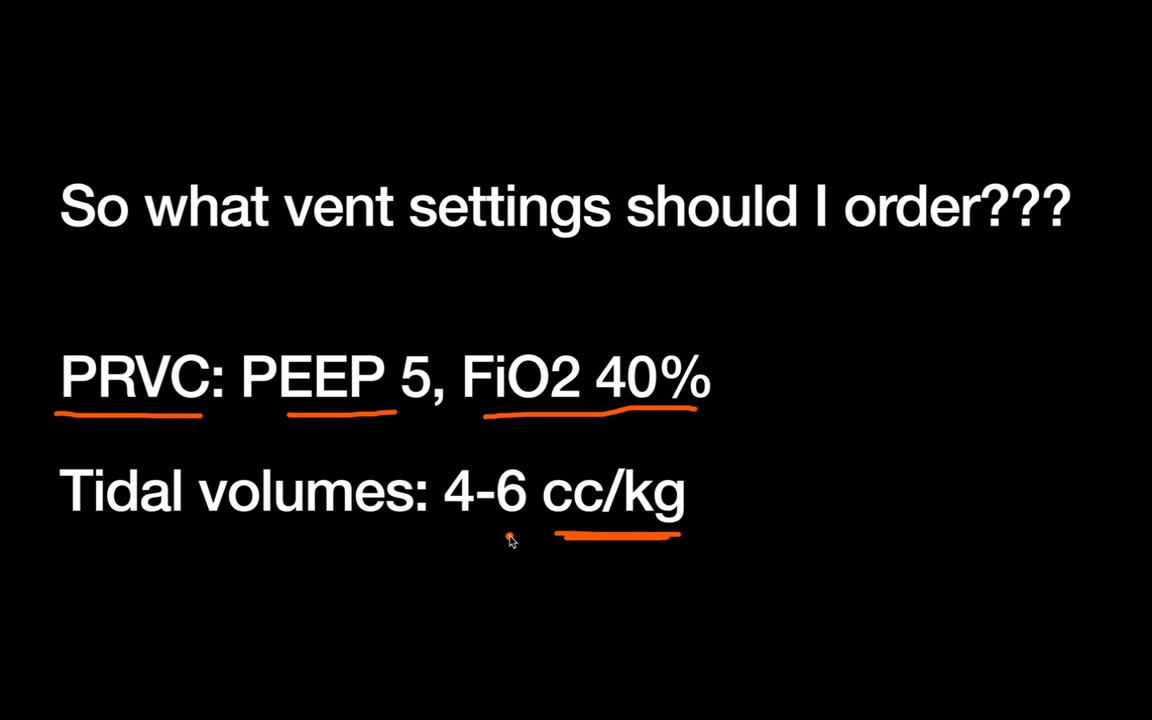 So what vent settings should I order???
PRVC: PEEP 5, FiO2 40%
Tidal volumes: 4-6 cc/kg